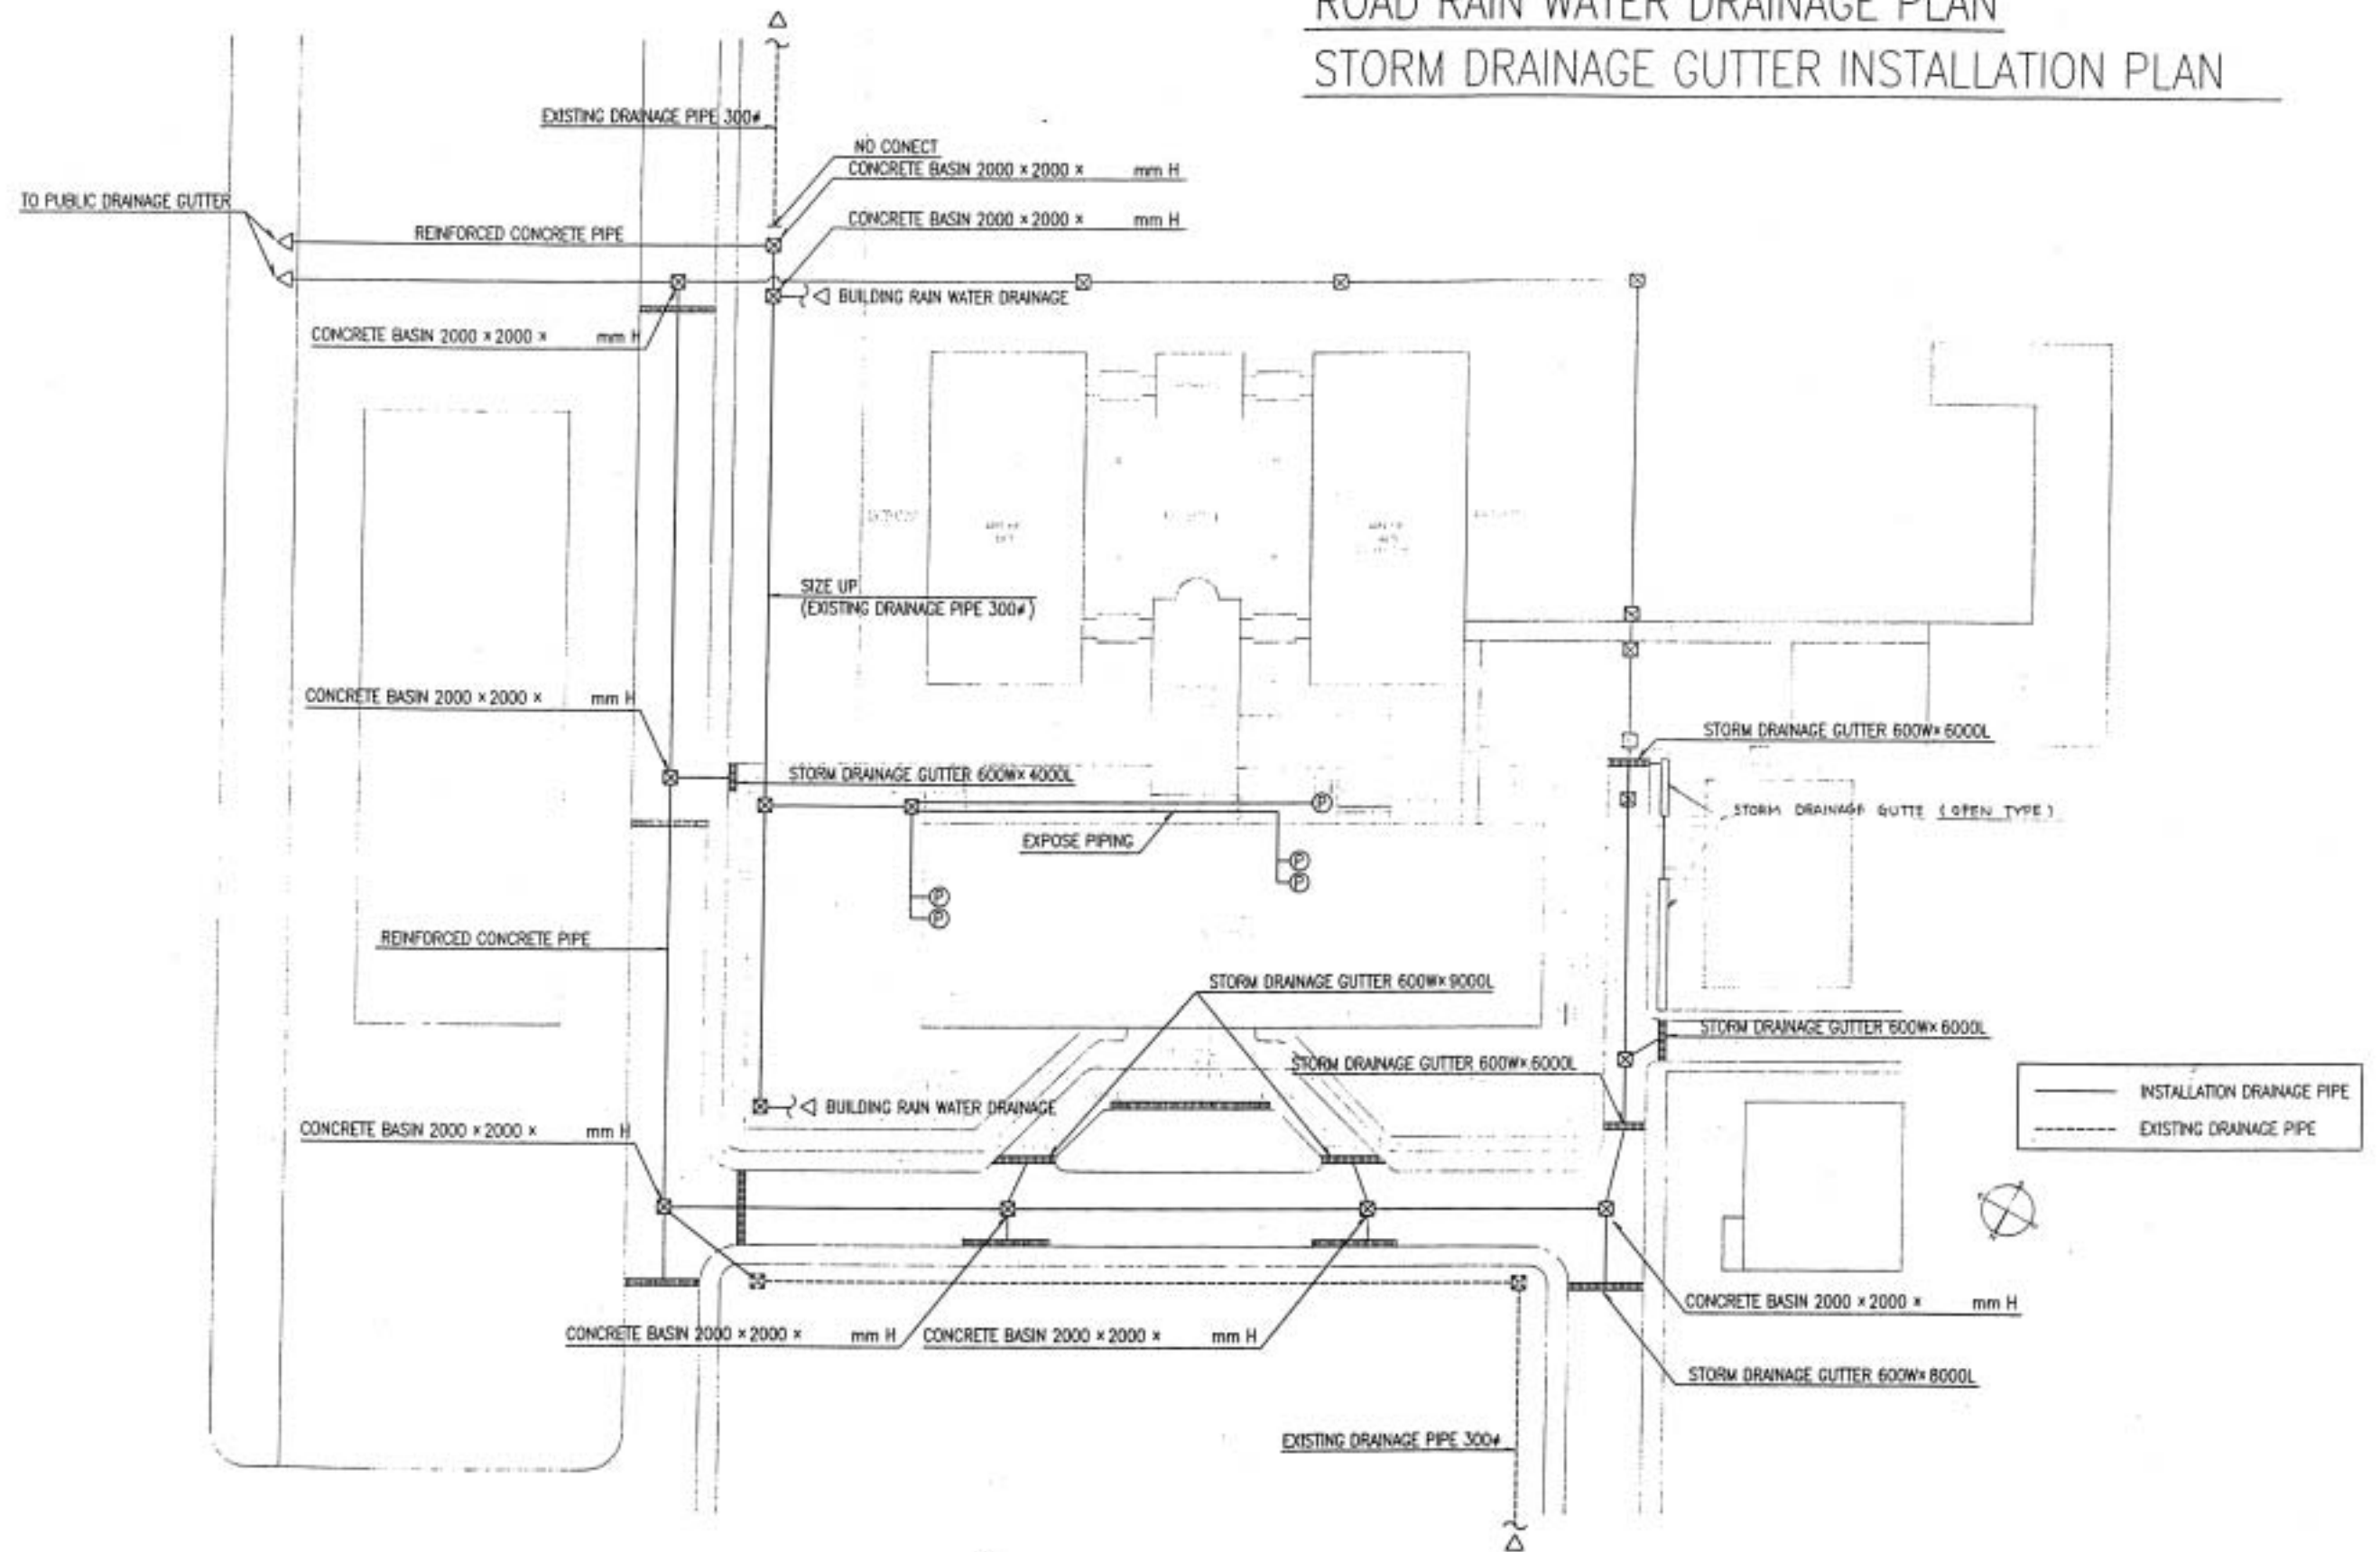 ROAD RAIN WATER DRAINAGE PLAN
STORM DRAINAGE GUTTER INSTALLATION PLAN
EXISTING DRAINAGE PIPE 300ø
NO CONECT
CONCRETE BASIN 2000 × 2000 × mm H
TO PUBLIC DRAINAGE GUTTER
CONCRETE BASIN 2000 × 2000 × mm H
REINFORCED CONCRETE PIPE
BUILDING RAIN WATER DRAINAGE
CONCRETE BASIN 2000 × 2000 × mm H
SIZE UP
(EXISTING DRAINAGE PIPE 300ø)
CONCRETE BASIN 2000 × 2000 × mm H
STORM DRAINAGE GUTTER 600W× 6000L
STORM DRAINAGE GUTTER 600W× 4000L
P
STORM DRAINAGE GUTTE (OPEN TYPE)
EXPOSE PIPING
P
P
P
P
REINFORCED CONCRETE PIPE
STORM DRAINAGE GUTTER 600W× 9000L
STORM DRAINAGE GUTTER 600W× 6000L
STORM DRAINAGE GUTTER 600W× 6000L
INSTALLATION DRAINAGE PIPE
BUILDING RAIN WATER DRAINAGE
CONCRETE BASIN 2000 × 2000 × mm H
EXISTING DRAINAGE PIPE
CONCRETE BASIN 2000 × 2000 × mm H
CONCRETE BASIN 2000 × 2000 × mm H
CONCRETE BASIN 2000 × 2000 × mm H
STORM DRAINAGE GUTTER 600W× 8000L
EXISTING DRAINAGE PIPE 300ø